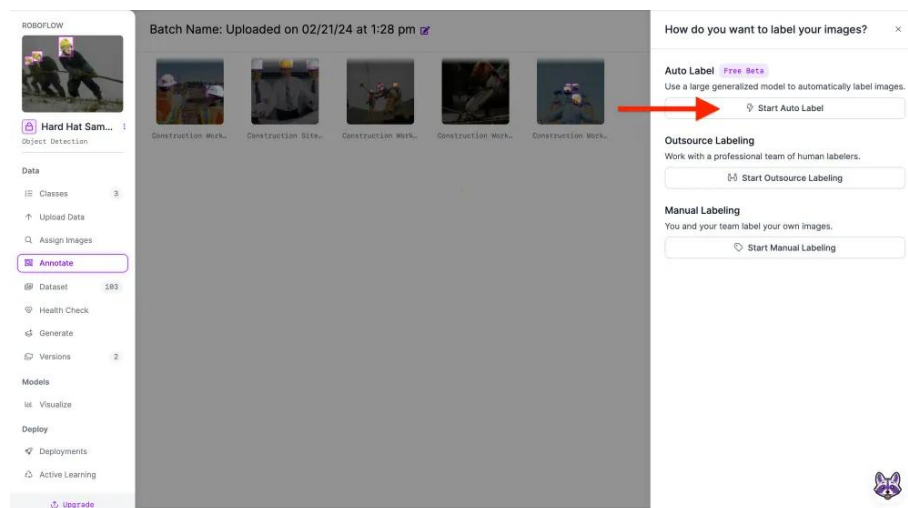 ROBOFLOW
Hard Hat Sam...
Object Detection
Data
Classes 3
Upload Data
Assign Images
Annotate
Dataset 103
Health Check
Generate
Versions 2
Models
Visualize
Deploy
Deployments
Active Learning
Upgrade
Batch Name: Uploaded on 02/21/24 at 1:28 pm
Construction Work… Construction Site… Construction Work… Construction Work… Construction Work…
How do you want to label your images?
Auto Label Free Beta
Use a large generalized model to automatically label images.
Start Auto Label
Outsource Labeling
Work with a professional team of human labelers.
Start Outsource Labeling
Manual Labeling
You and your team label your own images.
Start Manual Labeling